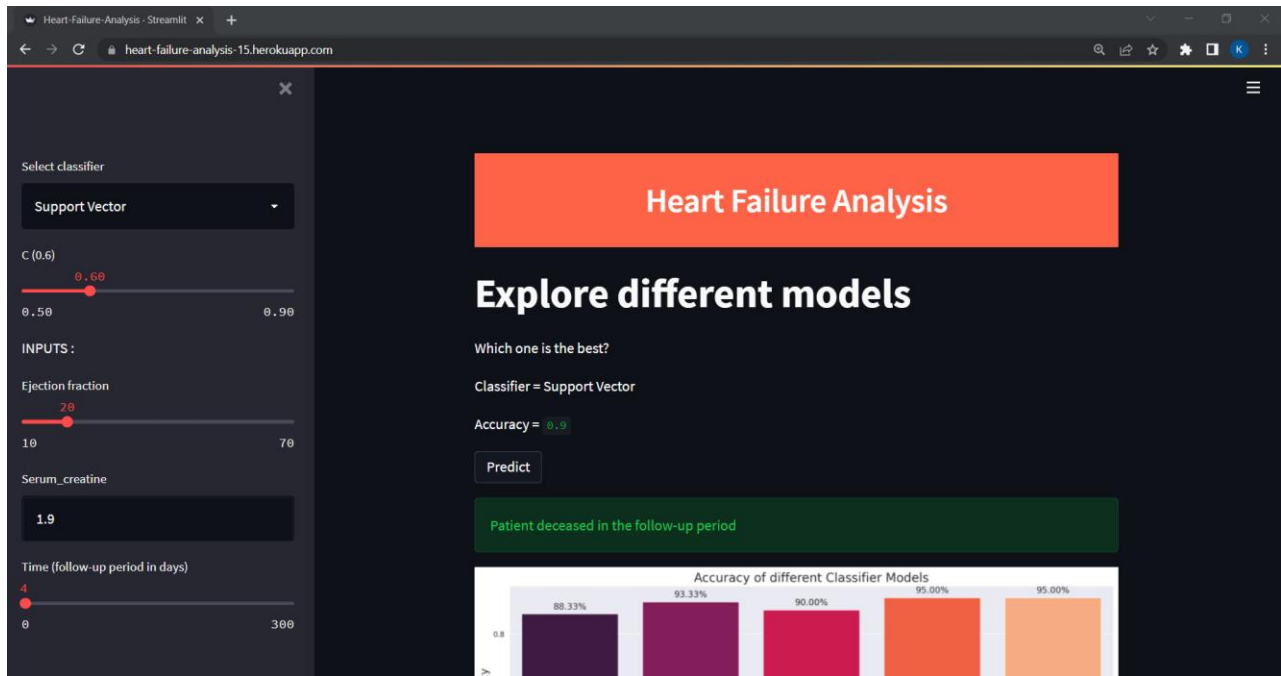 Heart-Failure-Analysis - Streamlit
heart-failure-analysis-15.herokuapp.com
K
Select classifier
Support Vector
C (0.6)
0.60
0.50 0.90
INPUTS :
Ejection fraction
20
10 70
Serum_creatine
1.9
Time (follow-up period in days)
4
0 300
Heart Failure Analysis
Explore different models
Which one is the best?
Classifier = Support Vector
Accuracy = 0.9
Predict
Patient deceased in the follow-up period
Accuracy of different Classifier Models
88.33% 93.33% 90.00% 95.00% 95.00%
0.8